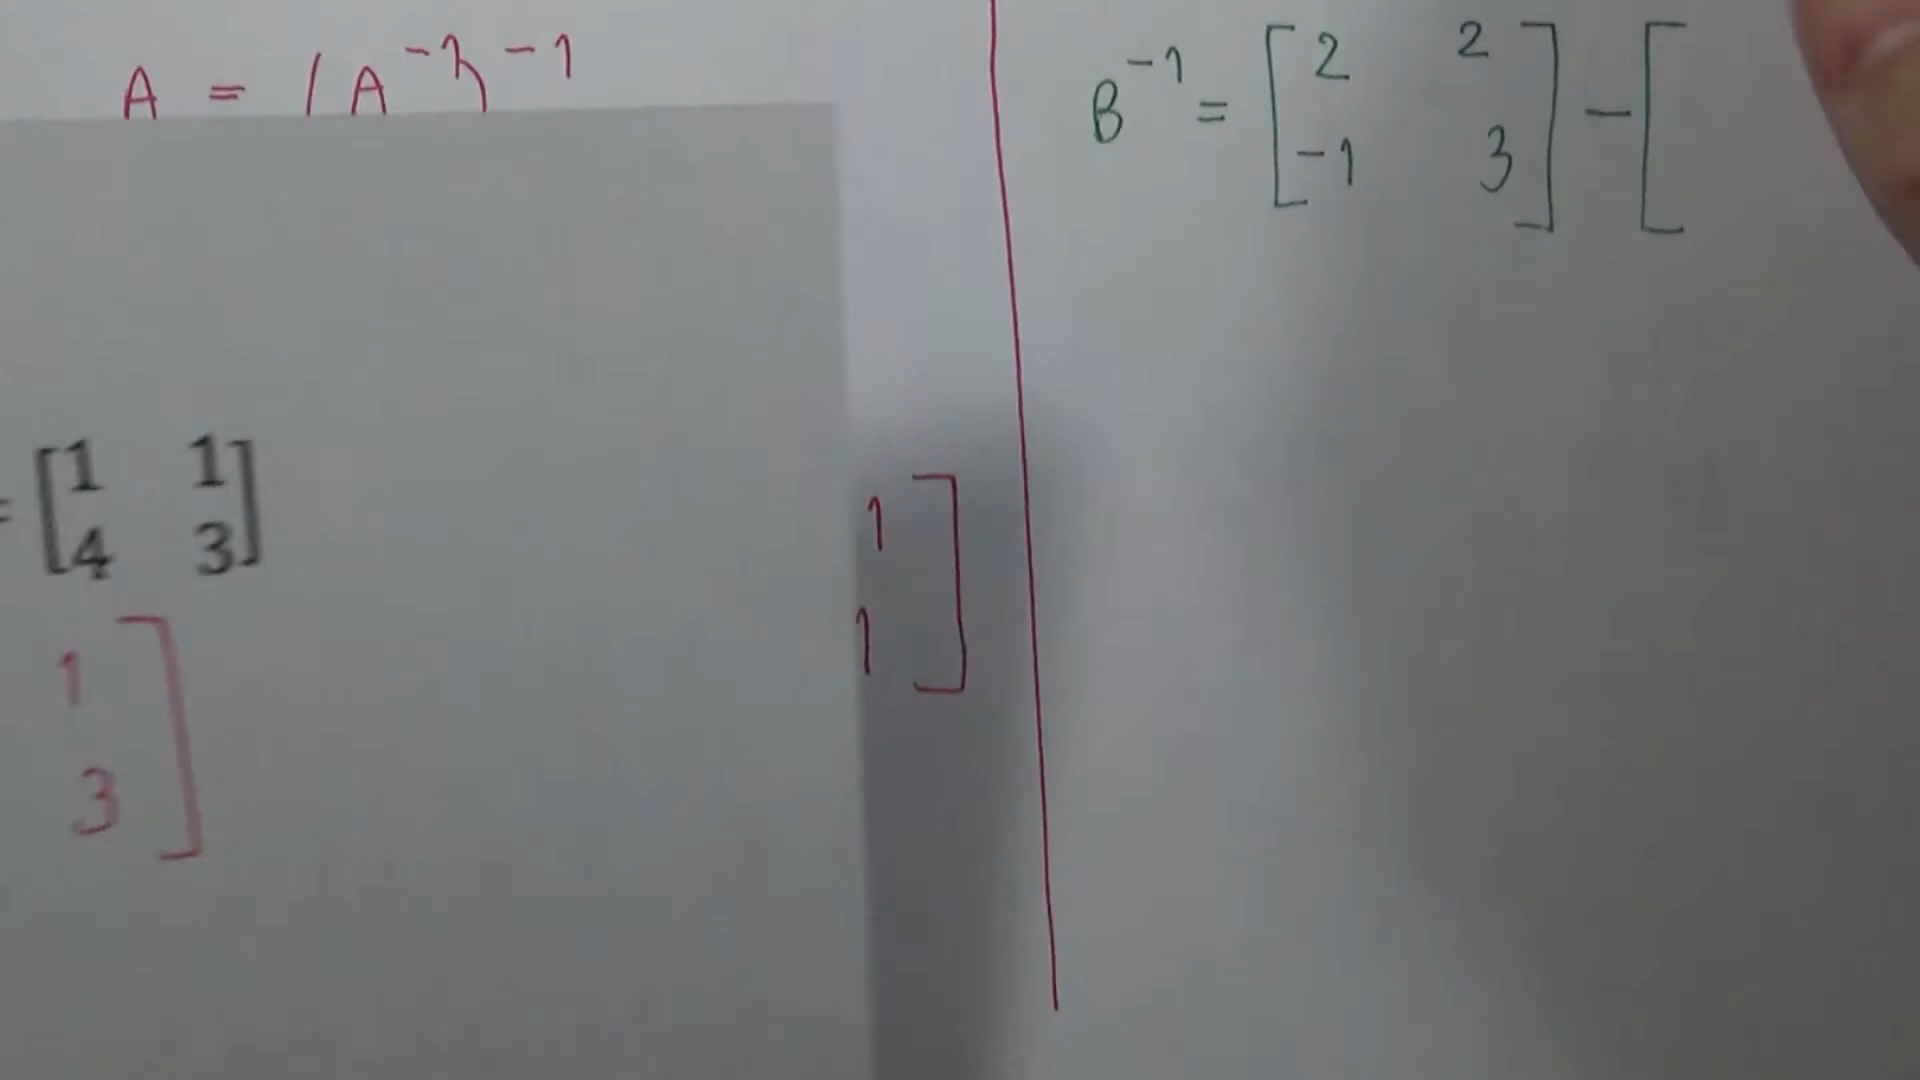 A = (A⁻¹)⁻¹
= [1 1
4 3]
1
3 ]
1
1 ]
B⁻¹ = [2 2
-1 3] - [